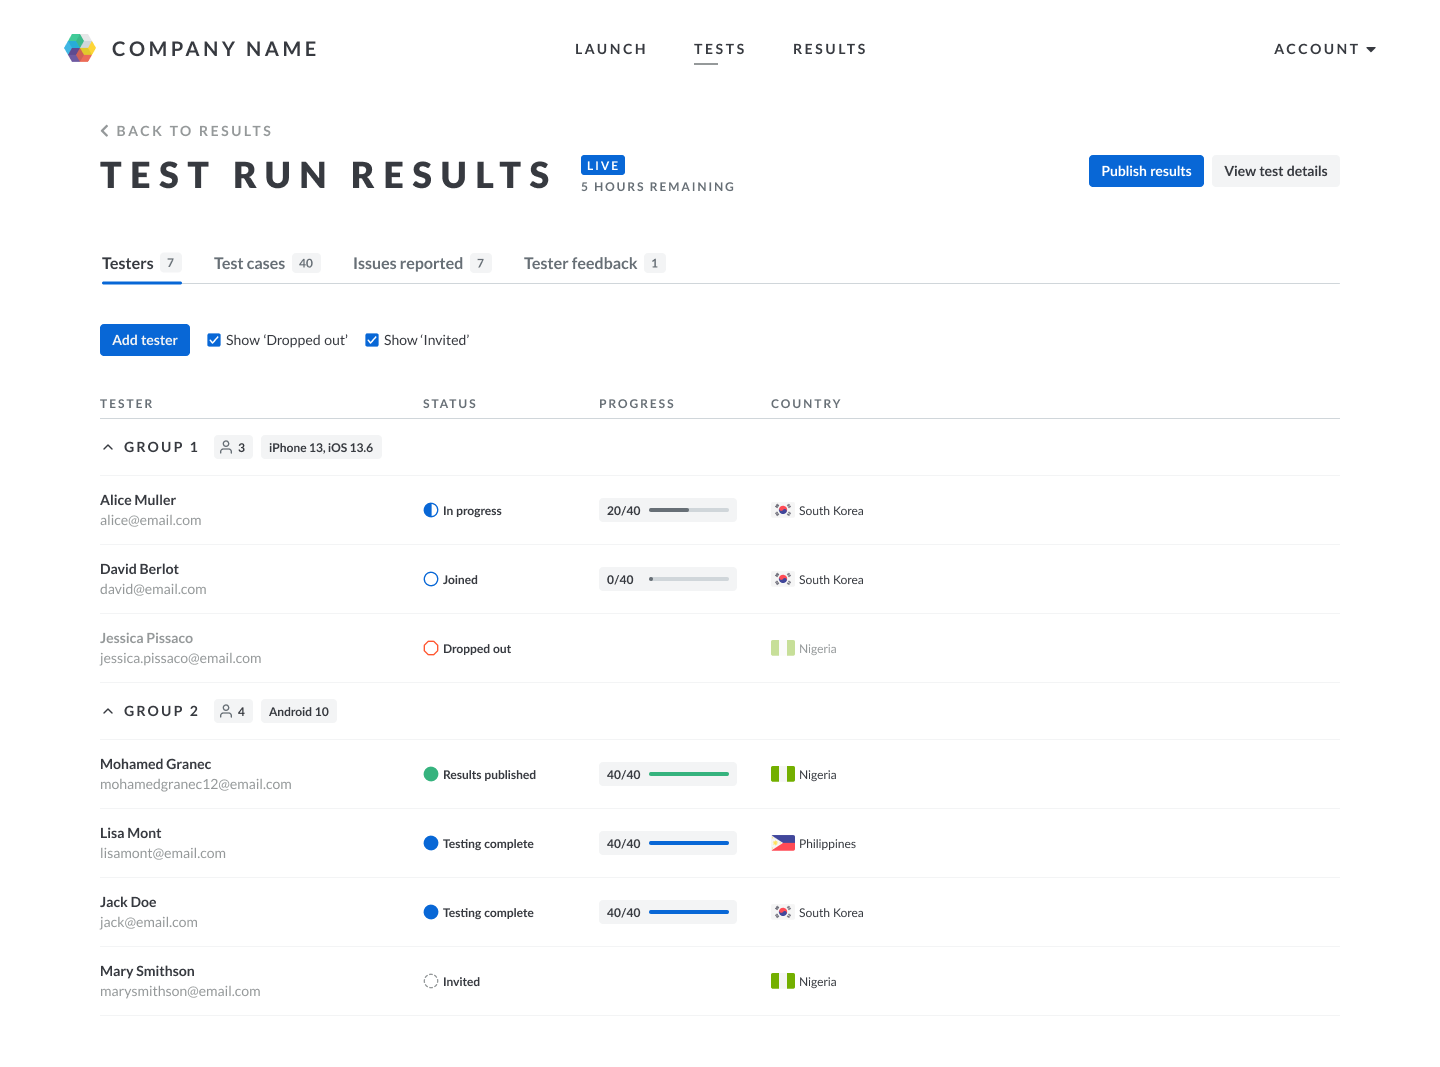 COMPANY NAME
LAUNCH TESTS RESULTS
ACCOUNT
BACK TO RESULTS
TEST RUN RESULTS
LIVE
5 HOURS REMAINING
Publish results
View test details
Testers 7 Test cases 40 Issues reported 7 Tester feedback 1
Add tester Show ‘Dropped out’ Show ‘Invited’
TESTER STATUS PROGRESS COUNTRY
GROUP 1 3 iPhone 13, iOS 13.6
Alice Muller
alice@email.com
In progress 20/40 South Korea
David Berlot
david@email.com
Joined 0/40 South Korea
Jessica Pissaco
jessica.pissaco@email.com
Dropped out Nigeria
GROUP 2 4 Android 10
Mohamed Granec
mohamedgranec12@email.com
Results published 40/40 Nigeria
Lisa Mont
lisamont@email.com
Testing complete 40/40 Philippines
Jack Doe
jack@email.com
Testing complete 40/40 South Korea
Mary Smithson
marysmithson@email.com
Invited Nigeria